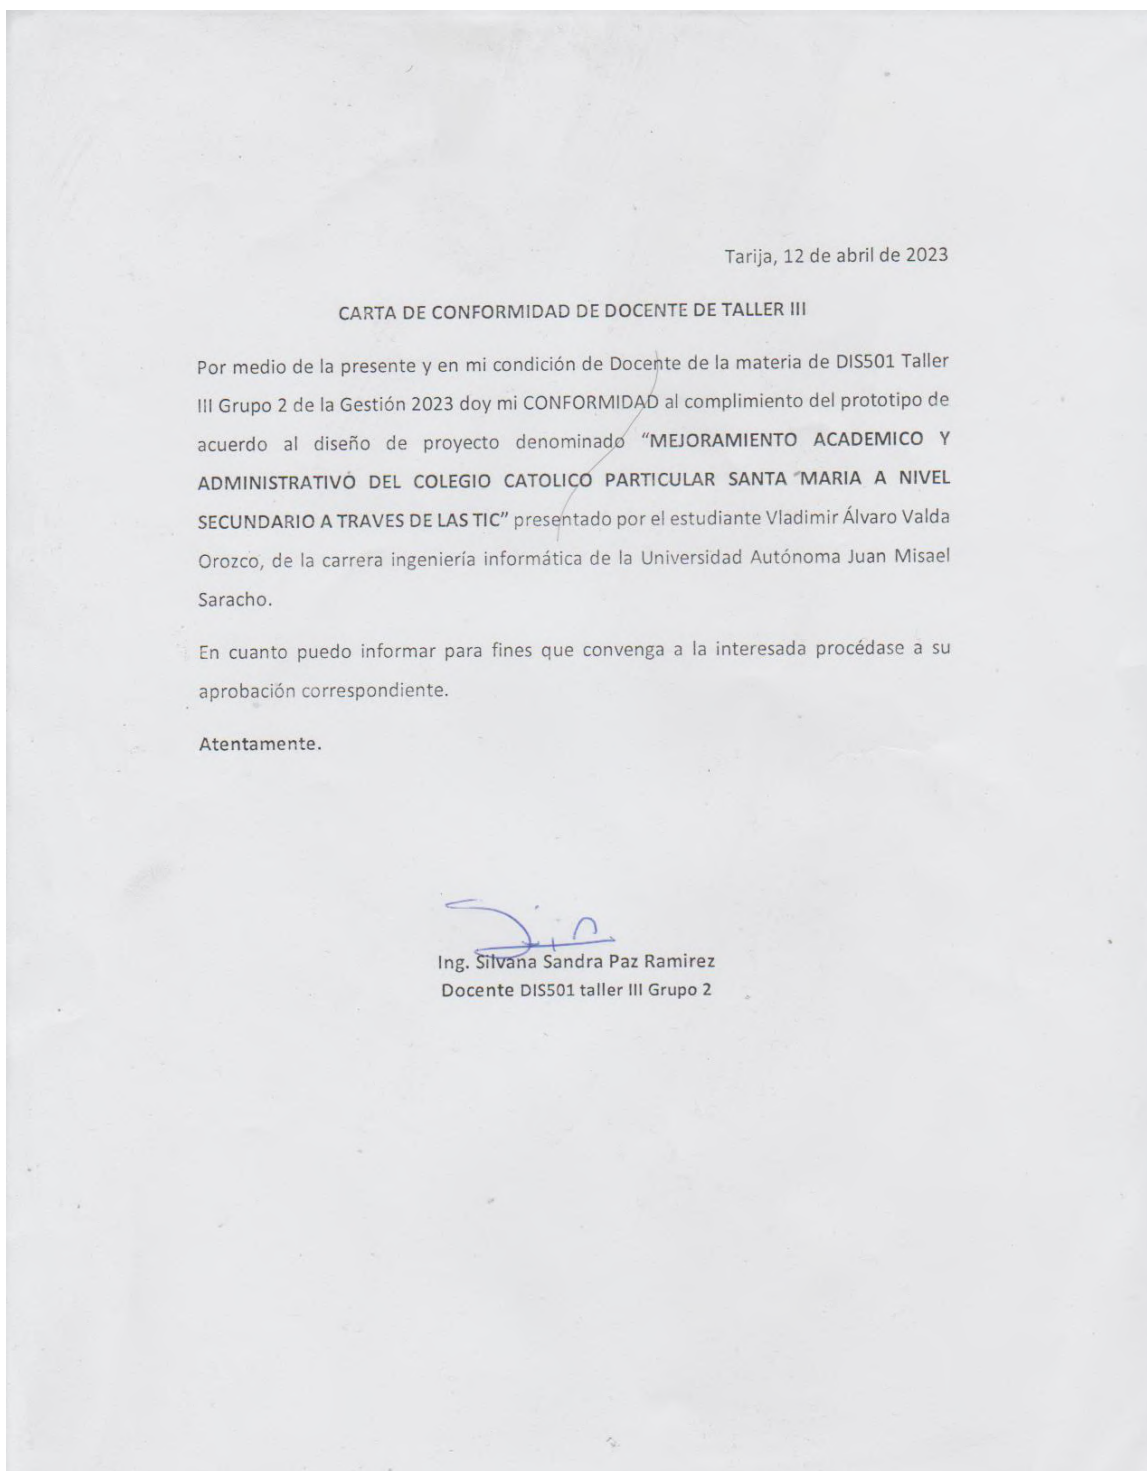 Tarija, 12 de abril de 2023
CARTA DE CONFORMIDAD DE DOCENTE DE TALLER III
Por medio de la presente y en mi condición de Docente de la materia de DIS501 Taller
III Grupo 2 de la Gestión 2023 doy mi CONFORMIDAD al complimiento del prototipo de
acuerdo al diseño de proyecto denominado “MEJORAMIENTO ACADEMICO Y
ADMINISTRATIVO DEL COLEGIO CATOLICO PARTICULAR SANTA MARIA A NIVEL
SECUNDARIO A TRAVES DE LAS TIC” presentado por el estudiante Vladimir Álvaro Valda
Orozco, de la carrera ingeniería informática de la Universidad Autónoma Juan Misael
Saracho.
En cuanto puedo informar para fines que convenga a la interesada procédase a su
aprobación correspondiente.
Atentamente.
Ing. Silvana Sandra Paz Ramirez
Docente DIS501 taller III Grupo 2